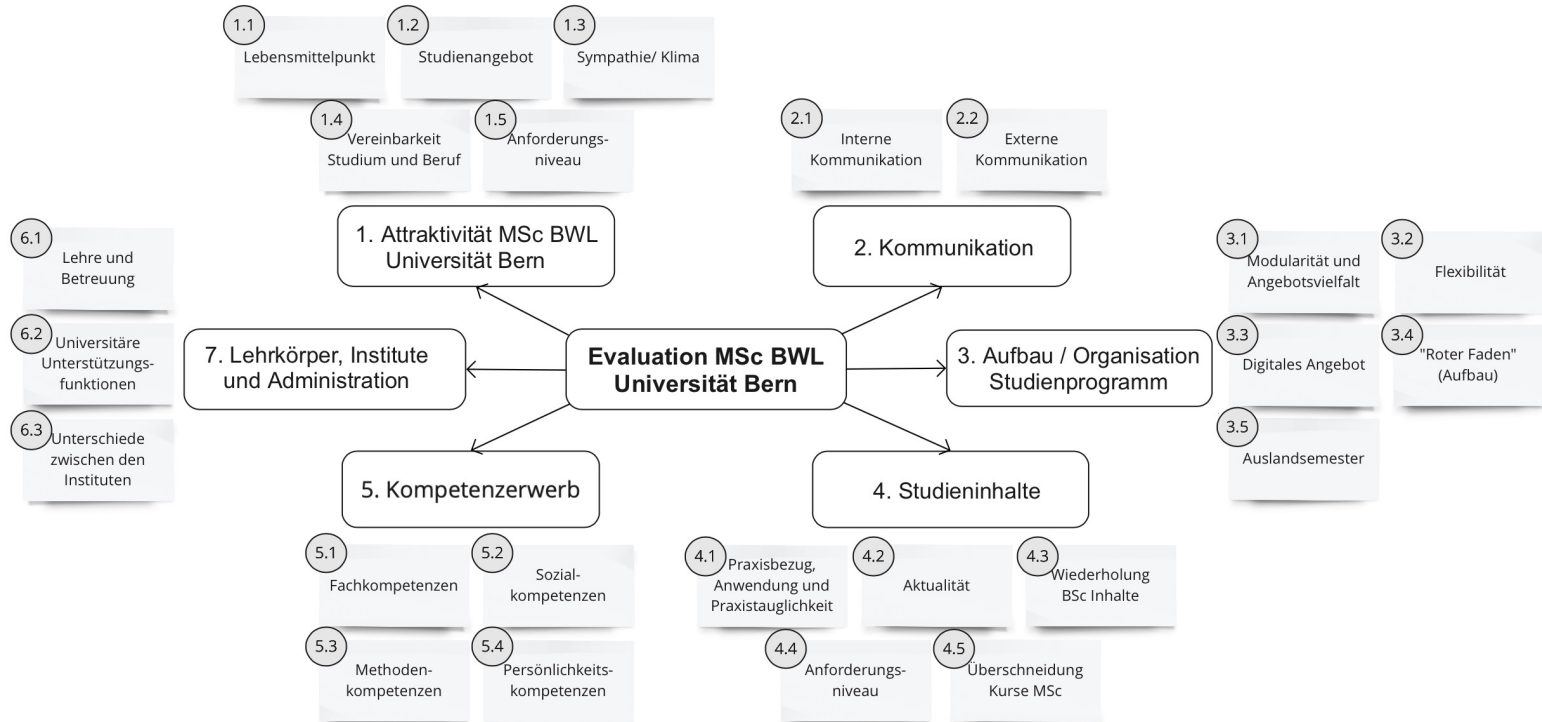 1.1
Lebensmittelpunkt
1.2
Studienangebot
1.3
Sympathie/ Klima
1.4
Vereinbarkeit
Studium und Beruf
1.5
Anforderungs-
niveau
1. Attraktivität MSc BWL
Universität Bern
2.1
Interne
Kommunikation
2.2
Externe
Kommunikation
2. Kommunikation
6.1
Lehre und
Betreuung
6.2
Universitäre
Unterstützungs-
funktionen
6.3
Unterschiede
zwischen den
Instituten
7. Lehrkörper, Institute
und Administration
Evaluation MSc BWL
Universität Bern
3. Aufbau / Organisation
Studienprogramm
3.1
Modularität und
Angebotsvielfalt
3.2
Flexibilität
3.3
Digitales Angebot
3.4
"Roter Faden"
(Aufbau)
3.5
Auslandsemester
5. Kompetenzerwerb
5.1
Fachkompetenzen
5.2
Sozial-
kompetenzen
5.3
Methoden-
kompetenzen
5.4
Persönlichkeits-
kompetenzen
4. Studieninhalte
4.1
Praxisbezug,
Anwendung und
Praxistauglichkeit
4.2
Aktualität
4.3
Wiederholung
BSc Inhalte
4.4
Anforderungs-
niveau
4.5
Überschneidung
Kurse MSc